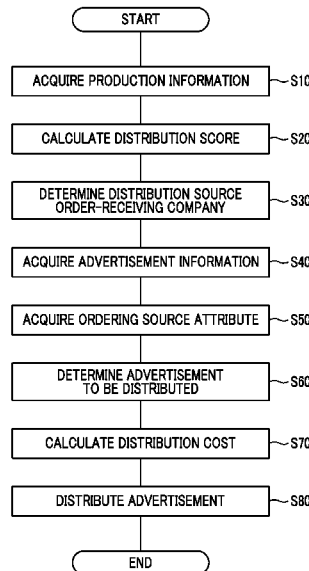 START
ACQUIRE PRODUCTION INFORMATION
S10
CALCULATE DISTRIBUTION SCORE
S20
DETERMINE DISTRIBUTION SOURCE
ORDER-RECEIVING COMPANY
S30
ACQUIRE ADVERTISEMENT INFORMATION
S40
ACQUIRE ORDERING SOURCE ATTRIBUTE
S50
DETERMINE ADVERTISEMENT
TO BE DISTRIBUTED
S60
CALCULATE DISTRIBUTION COST
S70
DISTRIBUTE ADVERTISEMENT
S80
END